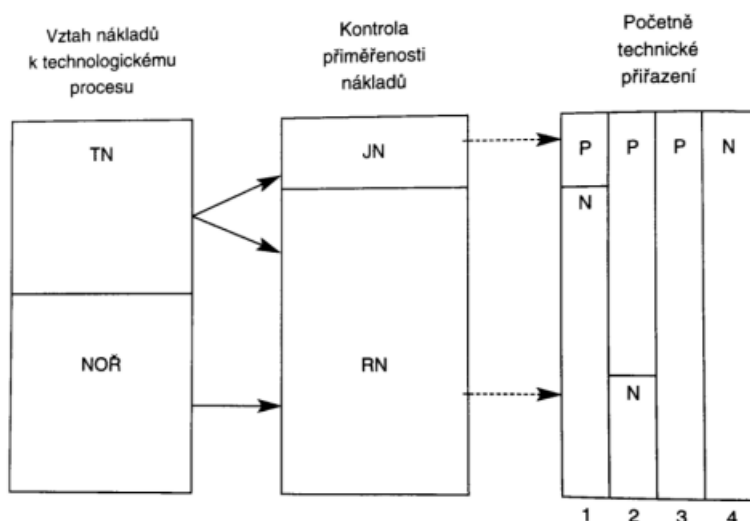 Vztah nákladů
k technologickému
procesu
Kontrola
přiměřenosti
nákladů
Početně
technické
přiřazení
TN
JN
P P P N
N
NOŘ
RN
N
1 2 3 4